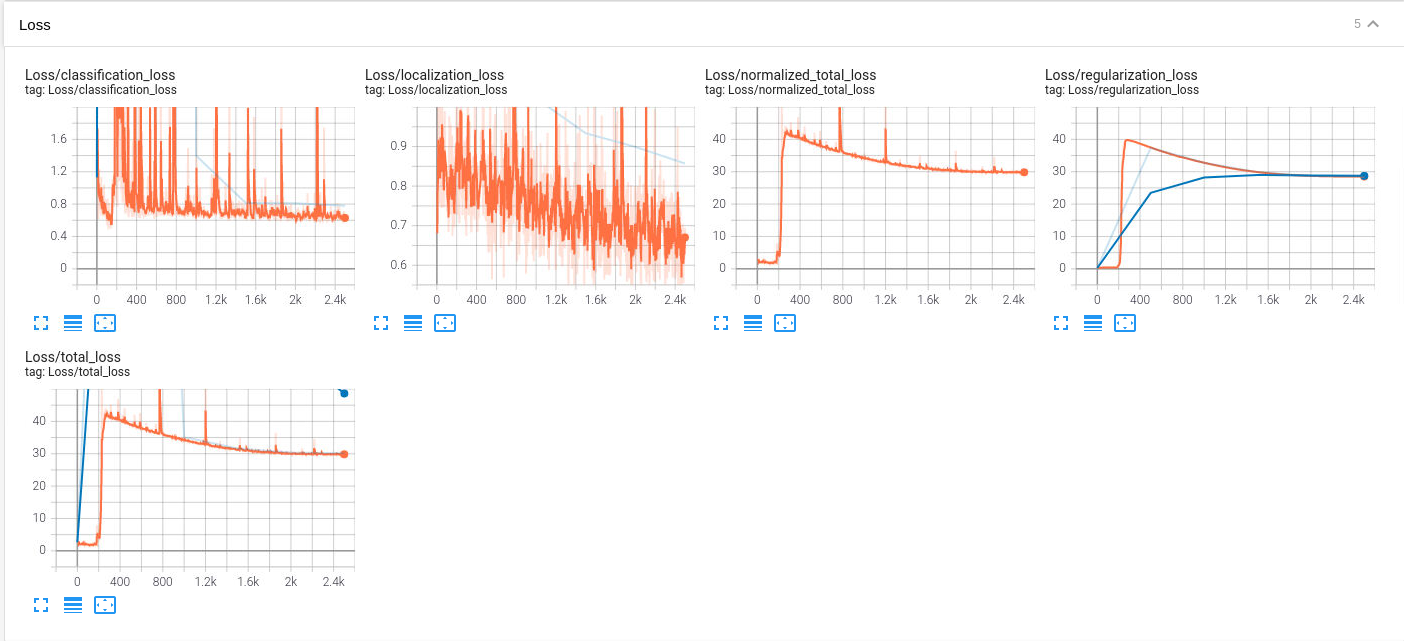 Loss
5
Loss/classification_loss
tag: Loss/classification_loss
1.6
1.2
0.8
0.4
0
0 400 800 1.2k 1.6k 2k 2.4k
Loss/localization_loss
tag: Loss/localization_loss
0.9
0.8
0.7
0.6
0 400 800 1.2k 1.6k 2k 2.4k
Loss/normalized_total_loss
tag: Loss/normalized_total_loss
40
30
20
10
0
0 400 800 1.2k 1.6k 2k 2.4k
Loss/regularization_loss
tag: Loss/regularization_loss
40
30
20
10
0
0 400 800 1.2k 1.6k 2k 2.4k
Loss/total_loss
tag: Loss/total_loss
40
30
20
10
0
0 400 800 1.2k 1.6k 2k 2.4k